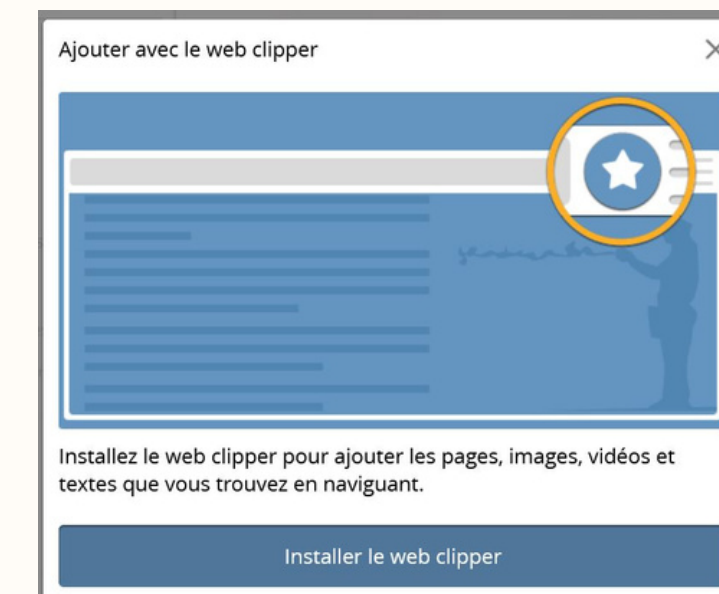 Ajouter avec le web clipper
Installez le web clipper pour ajouter les pages, images, vidéos et
textes que vous trouvez en naviguant.
Installer le web clipper